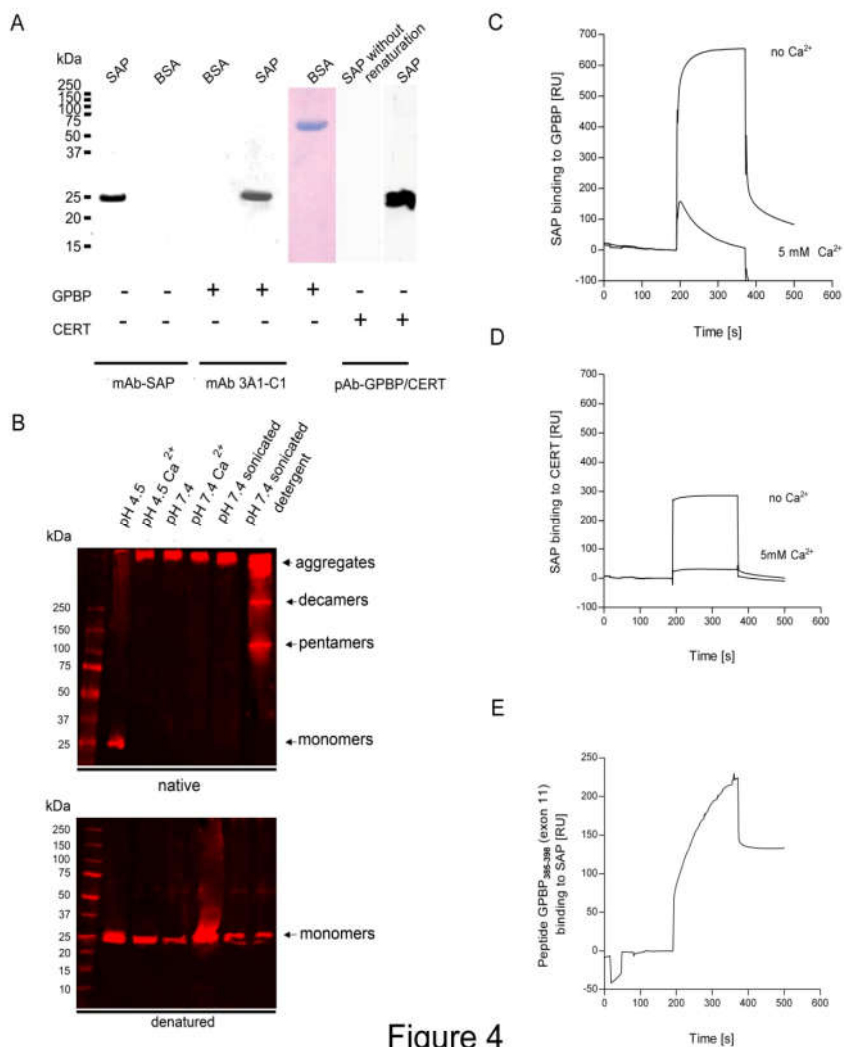 A
kDa
SAP
BSA
BSA
SAP
BSA
SAP without renaturation
SAP
250
150
100
75
50
37
25
20
15
GPBP - - + + + - -
CERT - - - - - + +
mAb-SAP
mAb 3A1-C1
pAb-GPBP/CERT
B
pH 4.5
pH 4.5 Ca 2+
pH 7.4
pH 7.4 Ca 2+
pH 7.4 sonicated
pH 7.4 sonicated detergent
kDa
250
150
100
75
50
37
25
aggregates
decamers
pentamers
monomers
native
kDa
250
150
100
75
50
37
25
20
15
10
monomers
denatured
C
SAP binding to GPBP [RU]
700
600
500
400
300
200
100
0
-100
no Ca2+
5 mM Ca2+
0 100 200 300 400 500 600
Time [s]
D
SAP binding to CERT [RU]
700
600
500
400
300
200
100
0
-100
no Ca2+
5mM Ca2+
0 100 200 300 400 500 600
Time [s]
E
Peptide GPBP385-398 (exon 11)
binding to SAP [RU]
250
200
150
100
50
0
-50
0 100 200 300 400 500 600
Time [s]
Figure 4